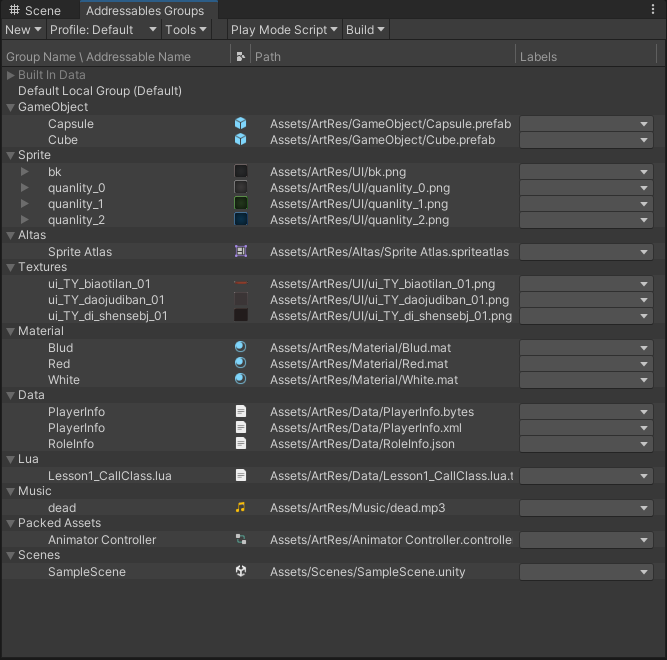 Scene Addressables Groups
New Profile: Default Tools Play Mode Script Build
Group Name \ Addressable Name Path Labels
Built In Data
Default Local Group (Default)
GameObject
Capsule Assets/ArtRes/GameObject/Capsule.prefab
Cube Assets/ArtRes/GameObject/Cube.prefab
Sprite
bk Assets/ArtRes/UI/bk.png
quanlity_0 Assets/ArtRes/UI/quanlity_0.png
quanlity_1 Assets/ArtRes/UI/quanlity_1.png
quanlity_2 Assets/ArtRes/UI/quanlity_2.png
Altas
Sprite Atlas Assets/ArtRes/Altas/Sprite Atlas.spriteatlas
Textures
ui_TY_biaotilan_01 Assets/ArtRes/UI/ui_TY_biaotilan_01.png
ui_TY_daojudiban_01 Assets/ArtRes/UI/ui_TY_daojudiban_01.png
ui_TY_di_shensebj_01 Assets/ArtRes/UI/ui_TY_di_shensebj_01.png
Material
Blud Assets/ArtRes/Material/Blud.mat
Red Assets/ArtRes/Material/Red.mat
White Assets/ArtRes/Material/White.mat
Data
PlayerInfo Assets/ArtRes/Data/PlayerInfo.bytes
PlayerInfo Assets/ArtRes/Data/PlayerInfo.xml
RoleInfo Assets/ArtRes/Data/RoleInfo.json
Lua
Lesson1_CallClass.lua Assets/ArtRes/Data/Lesson1_CallClass.lua.t
Music
dead Assets/ArtRes/Music/dead.mp3
Packed Assets
Animator Controller Assets/ArtRes/Animator Controller.controlle
Scenes
SampleScene Assets/Scenes/SampleScene.unity